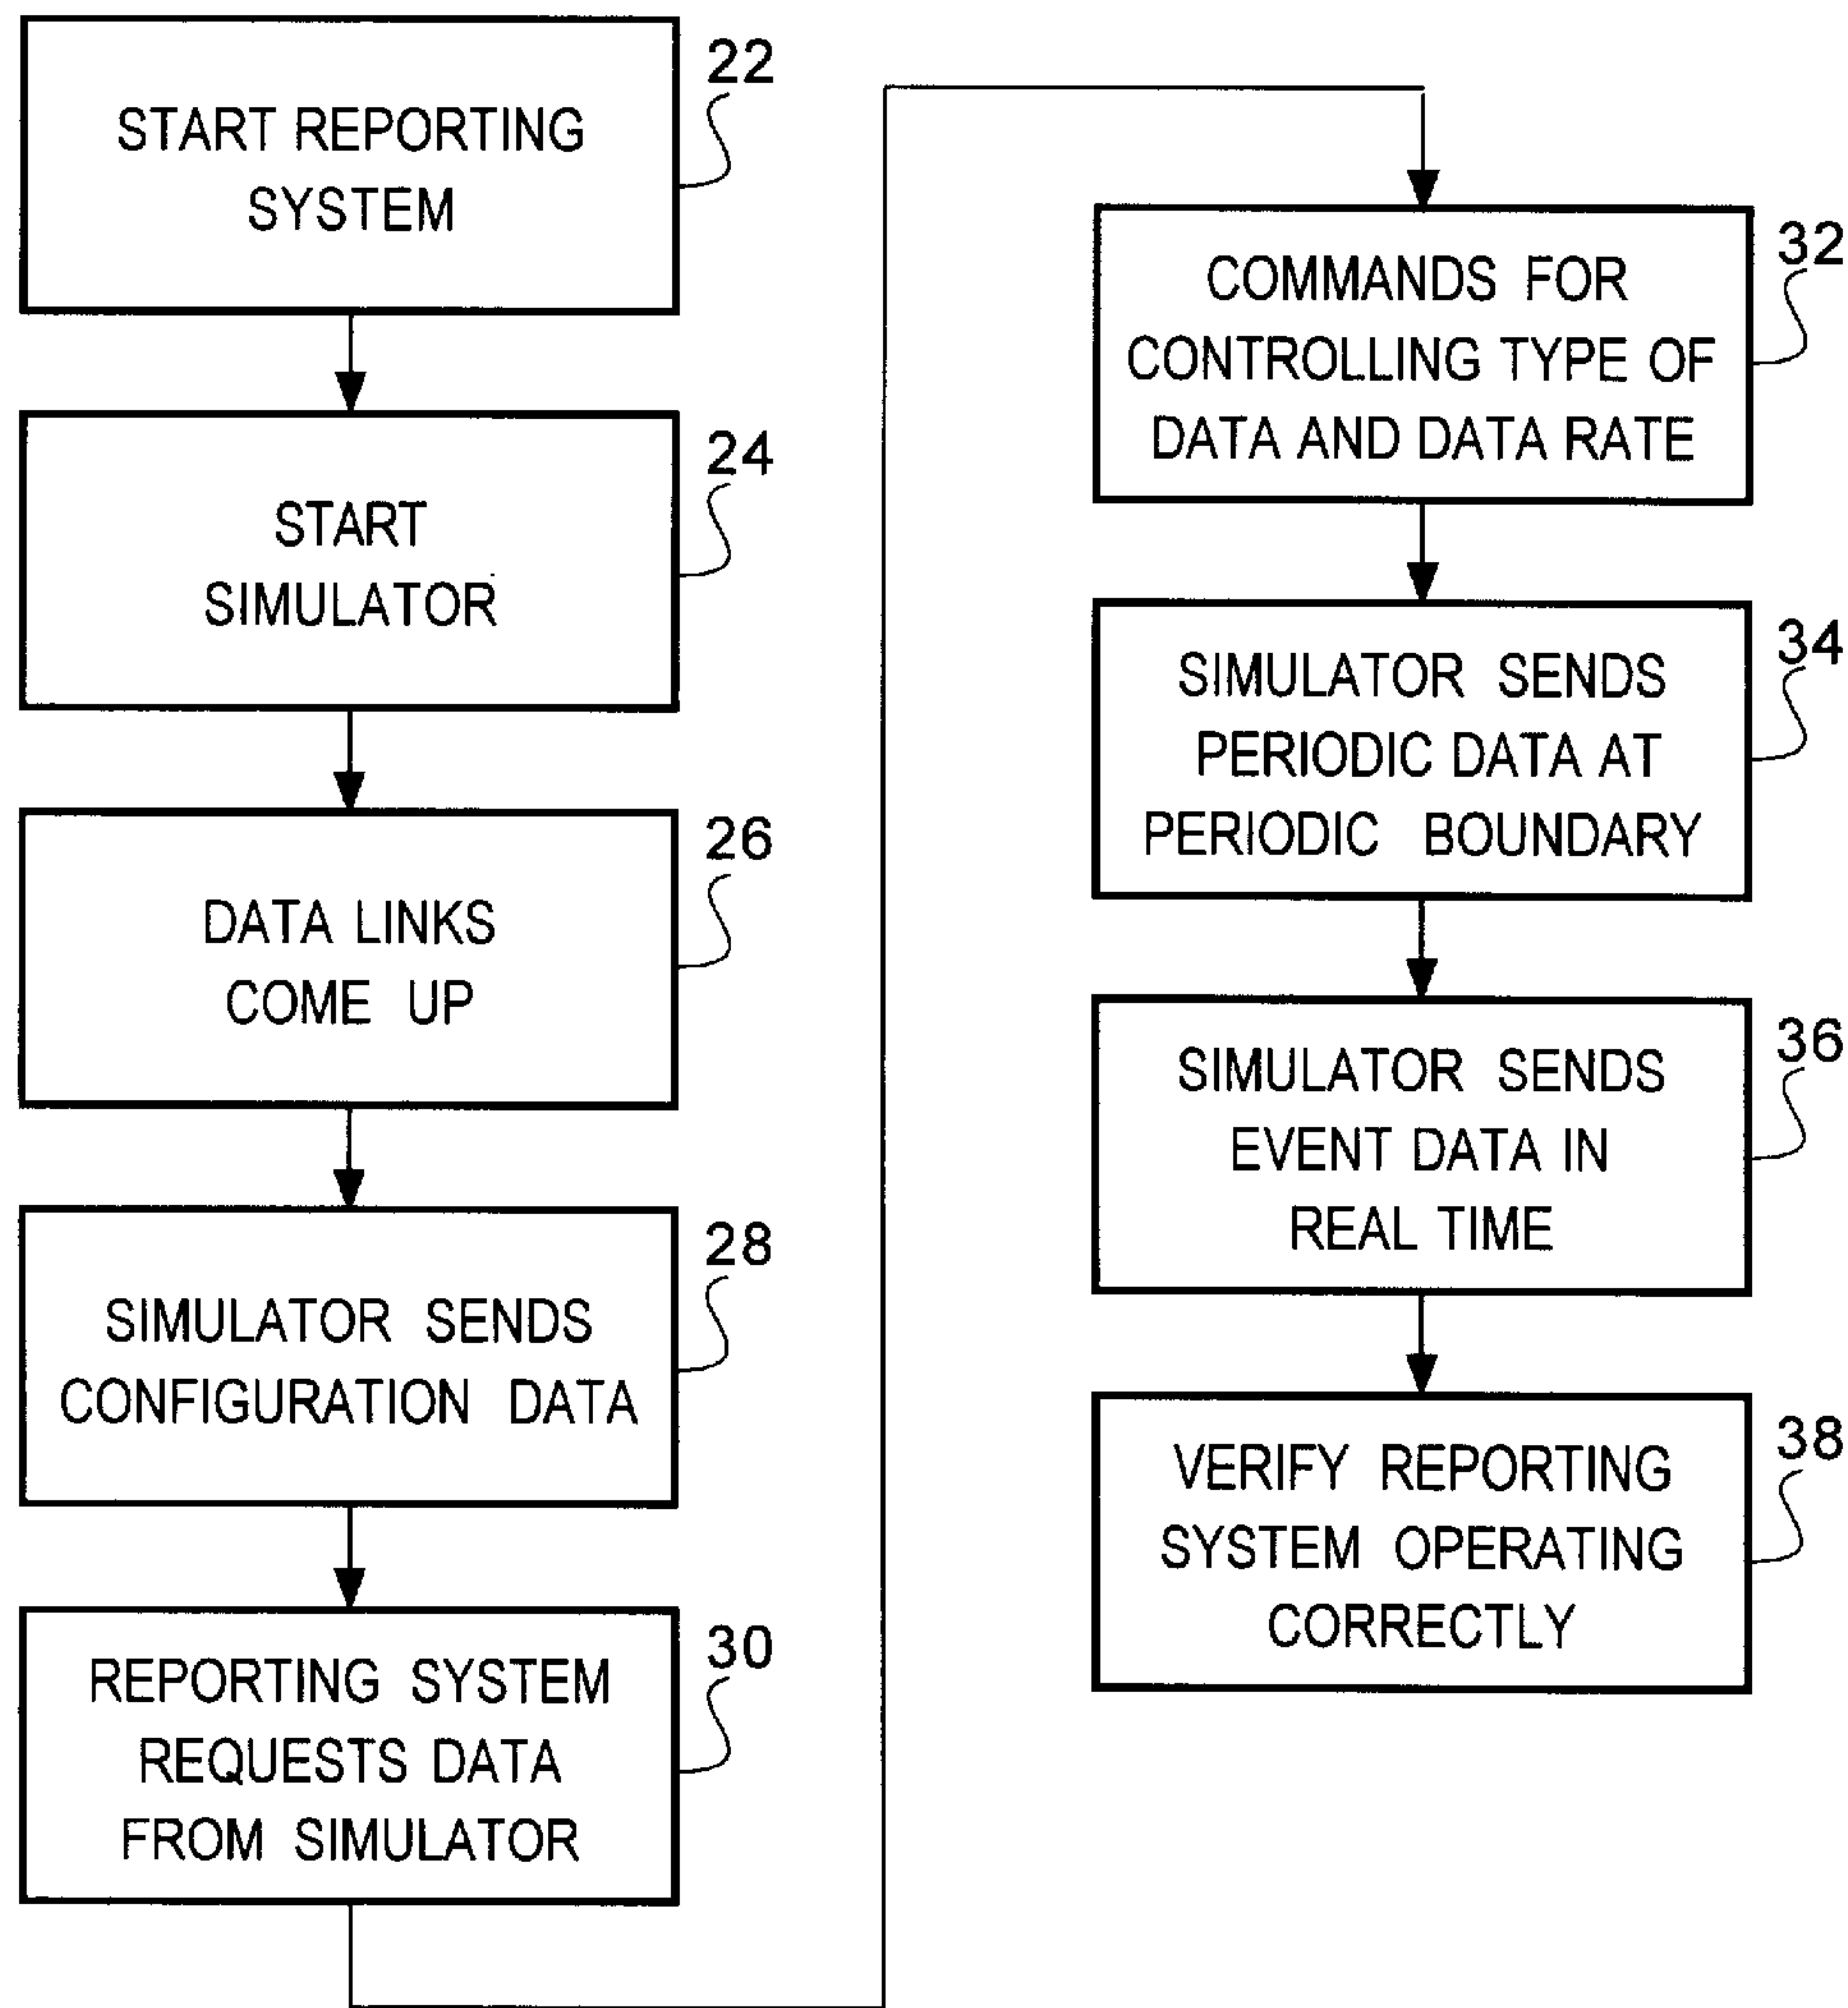 22
START REPORTING
SYSTEM
24
START
SIMULATOR
26
DATA LINKS
COME UP
28
SIMULATOR SENDS
CONFIGURATION DATA
30
REPORTING SYSTEM
REQUESTS DATA
FROM SIMULATOR
32
COMMANDS FOR
CONTROLLING TYPE OF
DATA AND DATA RATE
34
SIMULATOR SENDS
PERIODIC DATA AT
PERIODIC BOUNDARY
36
SIMULATOR SENDS
EVENT DATA IN
REAL TIME
38
VERIFY REPORTING
SYSTEM OPERATING
CORRECTLY